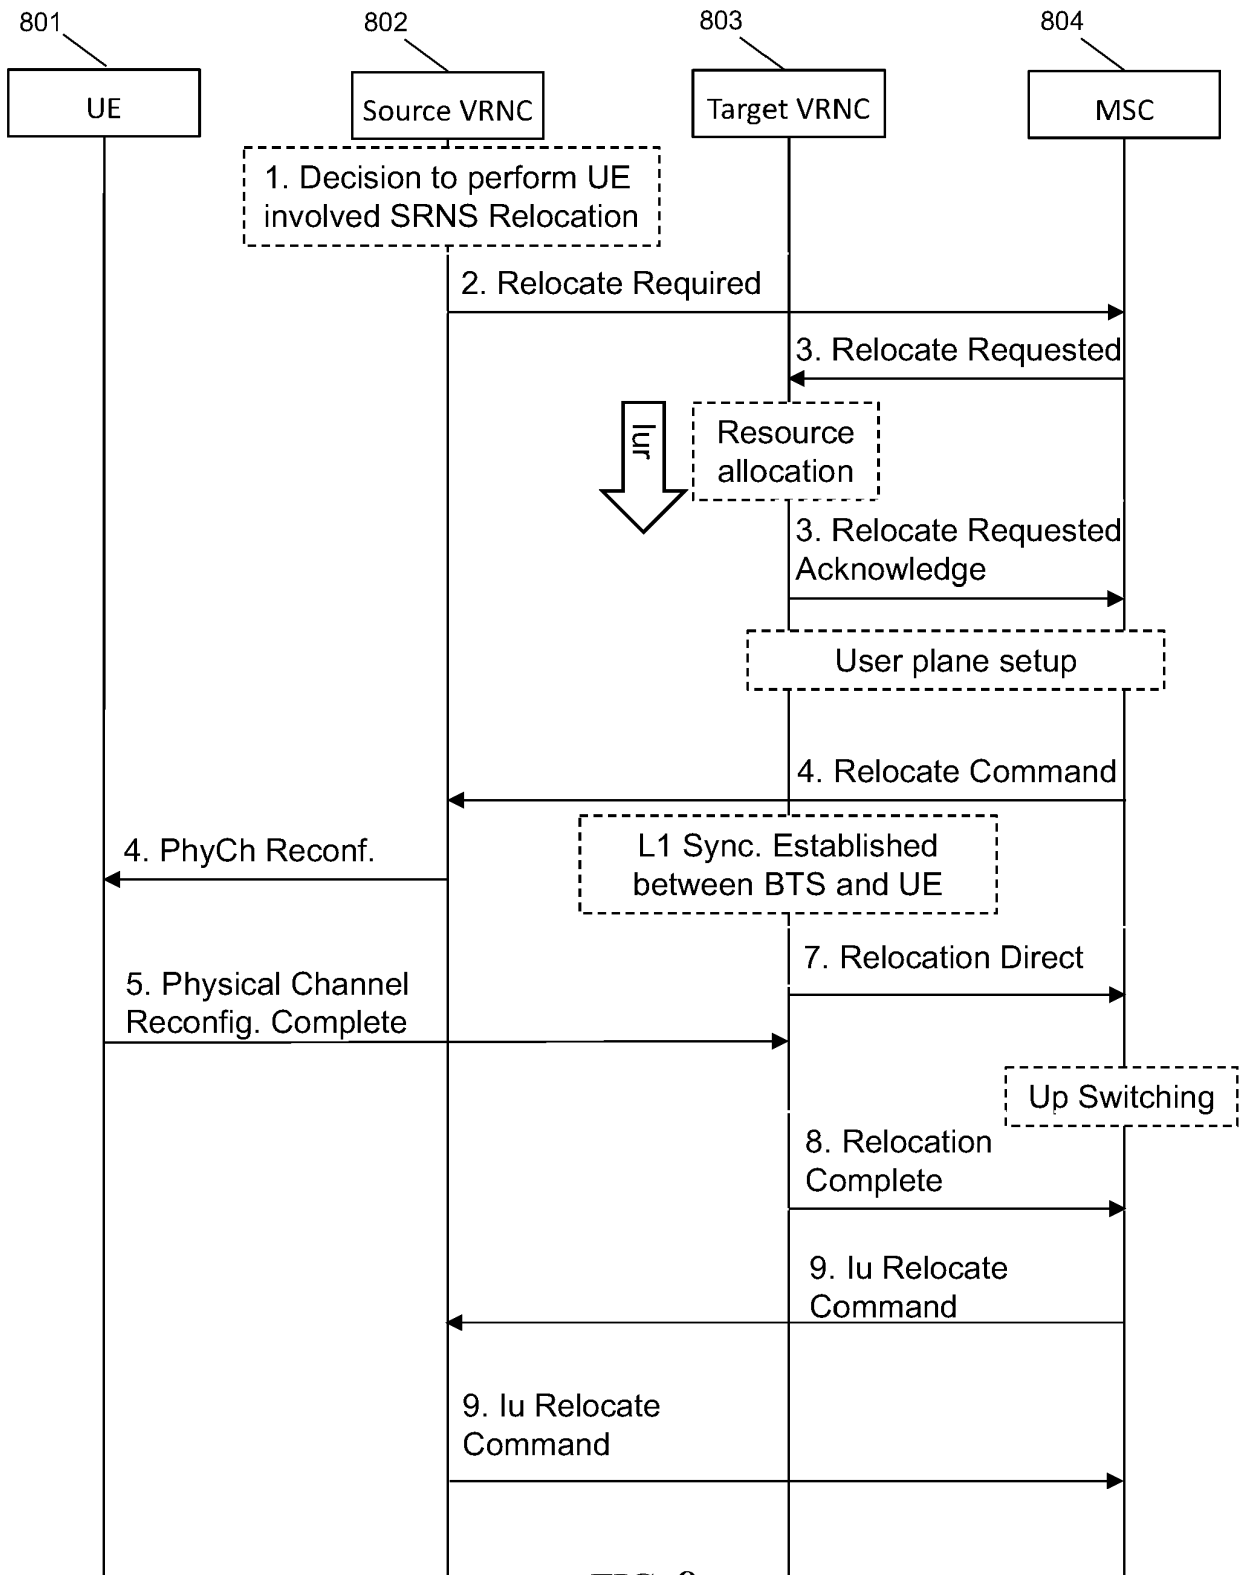 801
802
803
804
UE
Source VRNC
Target VRNC
MSC
1. Decision to perform UE
involved SRNS Relocation
2. Relocate Required
3. Relocate Requested
Iur
Resource
allocation
3. Relocate Requested
Acknowledge
User plane setup
4. Relocate Command
4. PhyCh Reconf.
L1 Sync. Established
between BTS and UE
7. Relocation Direct
5. Physical Channel
Reconfig. Complete
Up Switching
8. Relocation
Complete
9. Iu Relocate
Command
9. Iu Relocate
Command